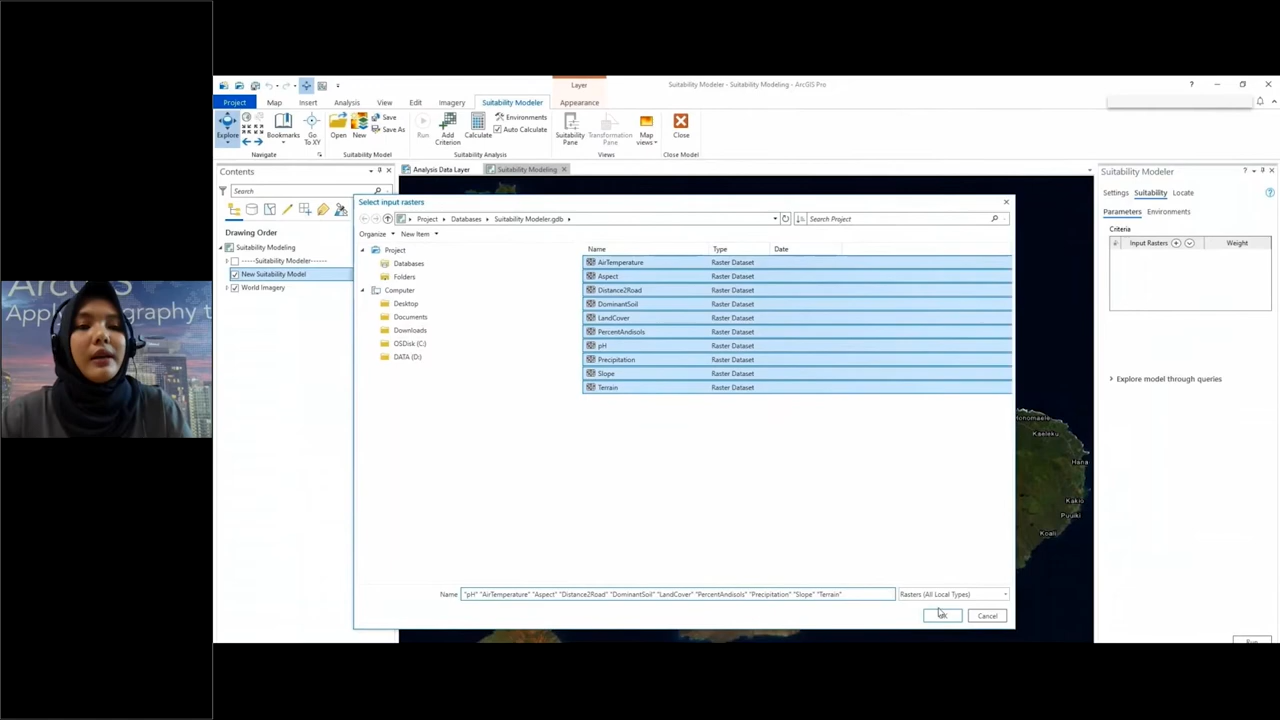 Layer
Suitability Modeler - Suitability Modeling - ArcGIS Pro
Project Map Insert Analysis View Edit Imagery Suitability Modeler Appearance
Explore
Bookmarks
Go To XY
Navigate
Open
New
Save
Save As
Suitability Model
Run
Add Criterion
Calculate
Environments
Auto Calculate
Suitability Analysis
Suitability Pane
Transformation Pane
Map views
Views
Close
Close Model
Contents
Search
Drawing Order
Suitability Modeling
-----Suitability Modeler------
New Suitability Model
World Imagery
Analysis Data Layer
Suitability Modeling
Select input rasters
Project
Databases
Suitability Modeler.gdb
Search Project
Organize
New Item
Project
Databases
Folders
Computer
Desktop
Documents
Downloads
OSDisk (C:)
DATA (D:)
Name Type Date
AirTemperature Raster Dataset
Aspect Raster Dataset
Distance2Road Raster Dataset
DominantSoil Raster Dataset
LandCover Raster Dataset
PercentAndisols Raster Dataset
pH Raster Dataset
Precipitation Raster Dataset
Slope Raster Dataset
Terrain Raster Dataset
Name "pH" "AirTemperature" "Aspect" "Distance2Road" "DominantSoil" "LandCover" "PercentAndisols" "Precipitation" "Slope" "Terrain"
Rasters (All Local Types)
OK
Cancel
Suitability Modeler
Settings Suitability Locate
Parameters Environments
Criteria
Input Rasters Weight
Explore model through queries
Kaeleku
Hana
Kakio
Puuiki
Koali